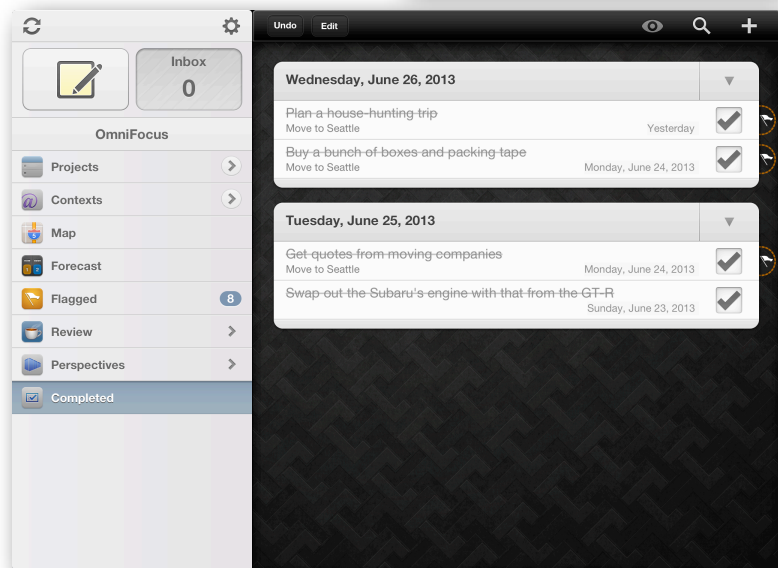 Undo
Edit
Inbox
0
OmniFocus
Projects
Contexts
Map
Forecast
Flagged
8
Review
Perspectives
Completed
Wednesday, June 26, 2013
Plan a house-hunting trip
Move to Seattle
Yesterday
Buy a bunch of boxes and packing tape
Move to Seattle
Monday, June 24, 2013
Tuesday, June 25, 2013
Get quotes from moving companies
Move to Seattle
Monday, June 24, 2013
Swap out the Subaru's engine with that from the GT-R
Sunday, June 23, 2013